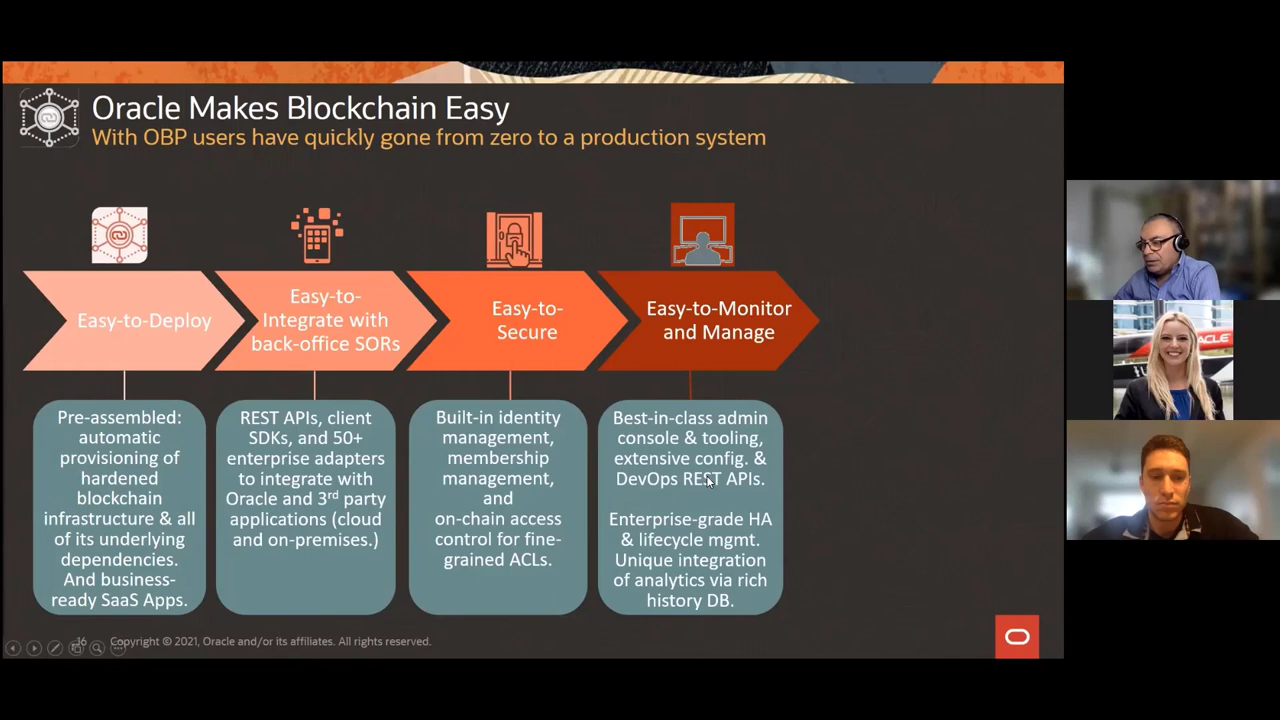 Oracle Makes Blockchain Easy
With OBP users have quickly gone from zero to a production system
Easy-to-Deploy
Easy-to-
Integrate with
back-office SORs
Easy-to-
Secure
Easy-to-Monitor
and Manage
Pre-assembled:
automatic
provisioning of
hardened
blockchain
infrastructure & all
of its underlying
dependencies.
And business-
ready SaaS Apps.
REST APIs, client
SDKs, and 50+
enterprise adapters
to integrate with
Oracle and 3rd party
applications (cloud
and on-premises.)
Built-in identity
management,
membership
management,
and
on-chain access
control for fine-
grained ACLs.
Best-in-class admin
console & tooling,
extensive config. &
DevOps REST APIs.
Enterprise-grade HA
& lifecycle mgmt.
Unique integration
of analytics via rich
history DB.
16
Copyright © 2021, Oracle and/or its affiliates. All rights reserved.